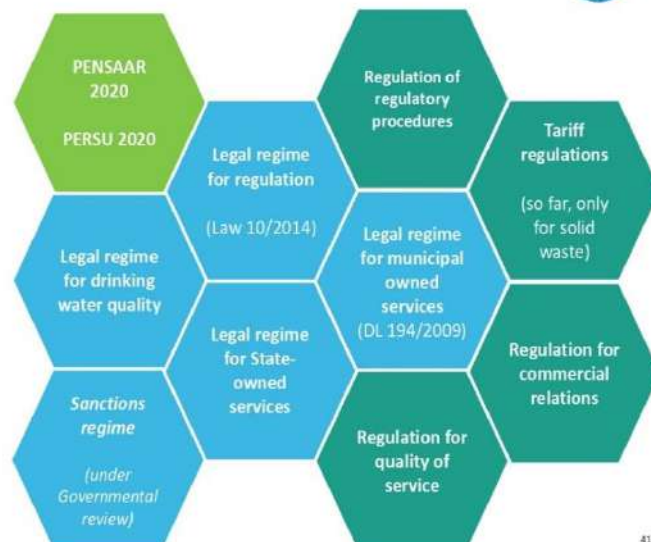 PENSAAR
2020
PERSU 2020
Regulation of
regulatory
procedures
Legal regime
for regulation
(Law 10/2014)
Tariff
regulations
(so far, only
for solid
waste)
Legal regime
for drinking
water quality
Legal regime
for municipal
owned
services
(DL 194/2009)
Legal regime
for State-
owned
services
Regulation for
commercial
relations
Sanctions
regime
(under
Governmental
review)
Regulation for
quality of
service
41